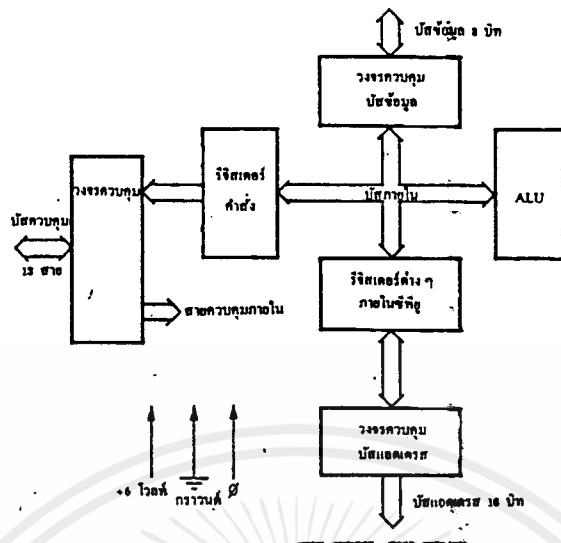 บัสข้อมูล 8 บิท
วงจรควบคุม
บัสข้อมูล
วงจรควบคุม
รีจิสเตอร์
คำสั่ง
บัสภายใน
ALU
บัสควบคุม
13 สาย
สายควบคุมภายใน
รีจิสเตอร์ต่าง ๆ
ภายในซีพียู
วงจรควบคุม
บัสแอดเดรส
+6 โวลท์
กราวนด์
Ø
บัสแอดเดรส 16 บิท